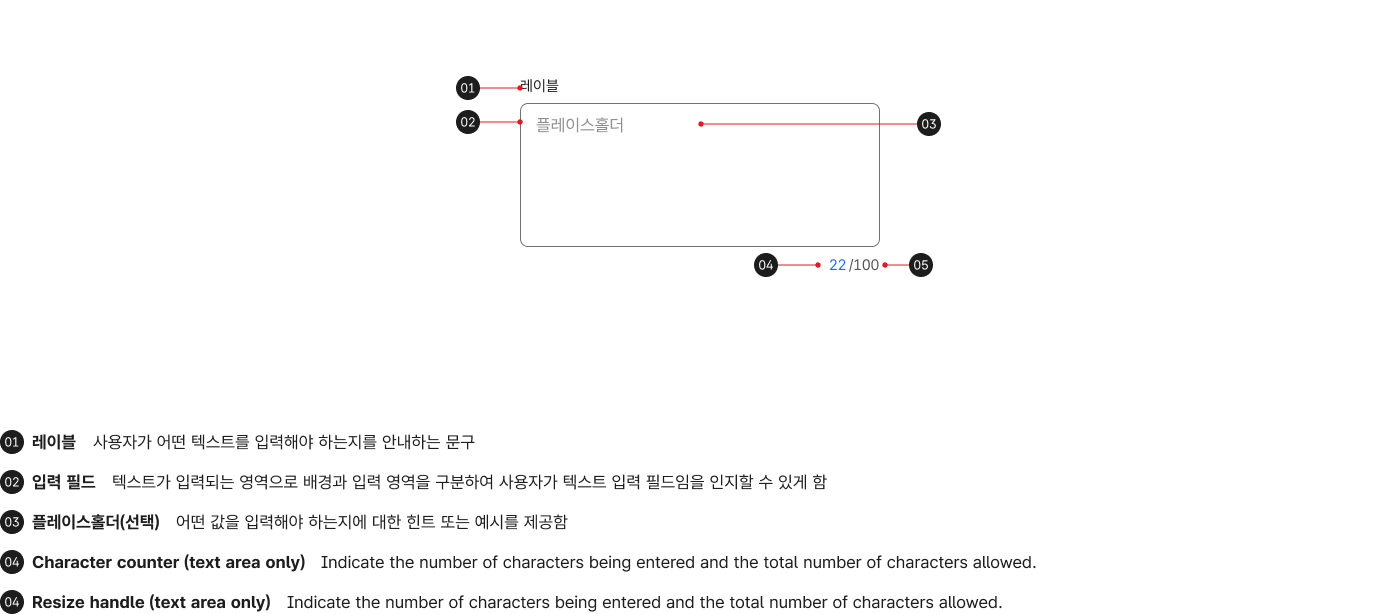 01 레이블
02 플레이스홀더 03
04 22/100 05
01 레이블 사용자가 어떤 텍스트를 입력해야 하는지를 안내하는 문구
02 입력 필드 텍스트가 입력되는 영역으로 배경과 입력 영역을 구분하여 사용자가 텍스트 입력 필드임을 인지할 수 있게 함
03 플레이스홀더(선택) 어떤 값을 입력해야 하는지에 대한 힌트 또는 예시를 제공함
04 Character counter (text area only) Indicate the number of characters being entered and the total number of characters allowed.
04 Resize handle (text area only) Indicate the number of characters being entered and the total number of characters allowed.